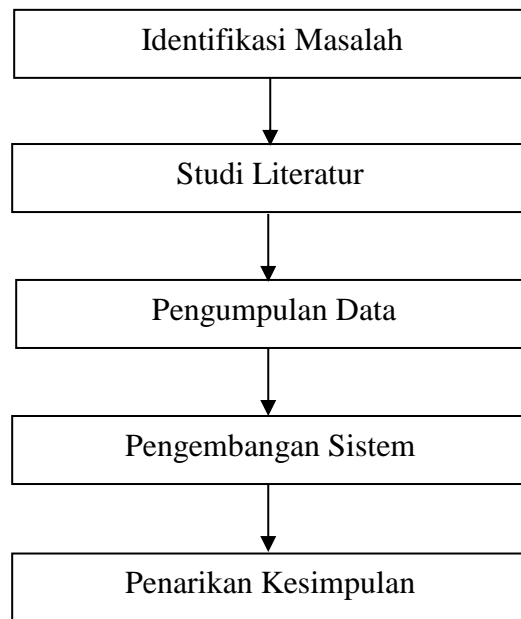 Identifikasi Masalah
Studi Literatur
Pengumpulan Data
Pengembangan Sistem
Penarikan Kesimpulan